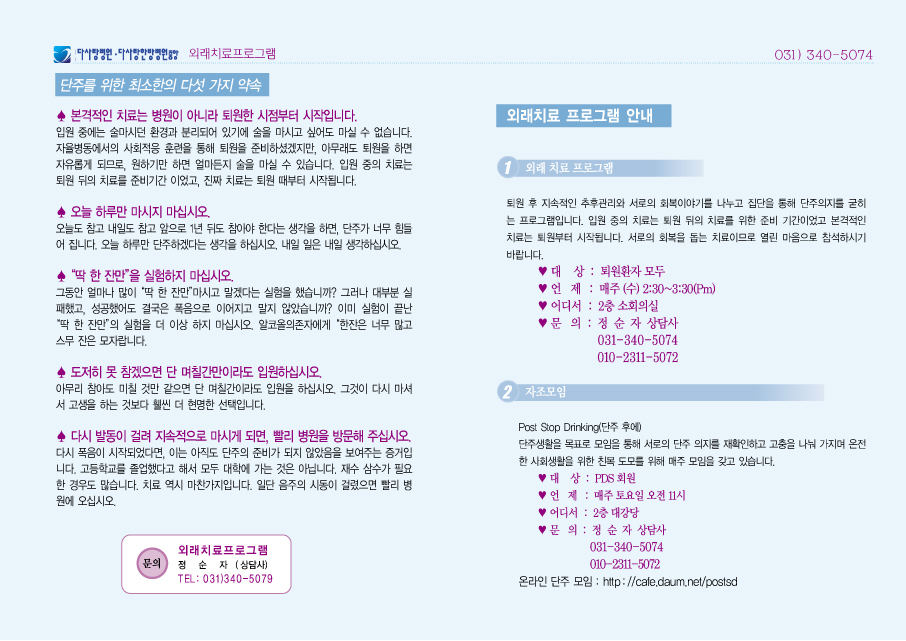 다사랑병원·다사랑한방병원 외래치료프로그램
031) 340-5074
단주를 위한 최소한의 다섯 가지 약속
♠ 본격적인 치료는 병원이 아니라 퇴원한 시점부터 시작입니다.
입원 중에는 술마시던 환경과 분리되어 있기에 술을 마시고 싶어도 마실 수 없습니다.
자율병동에서의 사회적응 훈련을 통해 퇴원을 준비하셨겠지만, 아무래도 퇴원을 하면
자유롭게 되므로, 원하기만 하면 얼마든지 술을 마실 수 있습니다. 입원 중의 치료는
퇴원 뒤의 치료를 준비기간 이었고, 진짜 치료는 퇴원 때부터 시작됩니다.
♠ 오늘 하루만 마시지 마십시오.
오늘도 참고 내일도 참고 앞으로 1년 뒤도 참아야 한다는 생각을 하면, 단주가 너무 힘들
어 집니다. 오늘 하루만 단주하겠다는 생각을 하십시오. 내일 일은 내일 생각하십시오.
♠ "딱 한 잔만"을 실험하지 마십시오.
그동안 얼마나 많이 "딱 한 잔만"마시고 말겠다는 실험을 했습니까? 그러나 대부분 실
패했고, 성공했어도 결국은 폭음으로 이어지고 말지 않았습니까? 이미 실험이 끝난
"딱 한 잔만"의 실험을 더 이상 하지 마십시오. 알코올의존자에게 "한잔은 너무 많고
스무 잔은 모자랍니다.
♠ 도저히 못 참겠으면 단 며칠간만이라도 입원하십시오.
아무리 참아도 미칠 것만 같으면 단 며칠간이라도 입원을 하십시오. 그것이 다시 마셔
서 고생을 하는 것보다 훨씬 더 현명한 선택입니다.
♠ 다시 발동이 걸려 지속적으로 마시게 되면, 빨리 병원을 방문해 주십시오.
다시 폭음이 시작되었다면, 이는 아직도 단주의 준비가 되지 않았음을 보여주는 증거입
니다. 고등학교를 졸업했다고 해서 모두 대학에 가는 것은 아닙니다. 재수 삼수가 필요
한 경우도 많습니다. 치료 역시 마찬가지입니다. 일단 음주의 시동이 걸렸으면 빨리 병
원에 오십시오.
문의
외래치료프로그램
정 순 자 (상담사)
TEL: 031)340-5079
외래치료 프로그램 안내
1 외래 치료 프로그램
퇴원 후 지속적인 추후관리와 서로의 회복이야기를 나누고 집단을 통해 단주의지를 굳히
는 프로그램입니다. 입원 중의 치료는 퇴원 뒤의 치료를 위한 준비 기간이었고 본격적인
치료는 퇴원부터 시작됩니다. 서로의 회복을 돕는 치료이므로 열린 마음으로 참석하시기
바랍니다.
♥ 대 상 : 퇴원환자 모두
♥ 언 제 : 매주 (수) 2:30~3:30(Pm)
♥ 어디서 : 2층 소회의실
♥ 문 의 : 정 순 자 상담사
031-340-5074
010-2311-5072
2 자조모임
Post Stop Drinking(단주 후에)
단주생활을 목표로 모임을 통해 서로의 단주 의지를 재확인하고 고충을 나눠 가지며 온전
한 사회생활을 위한 친목 도모를 위해 매주 모임을 갖고 있습니다.
♥ 대 상 : PDS 회원
♥ 언 제 : 매주 토요일 오전 11시
♥ 어디서 : 2층 대강당
♥ 문 의 : 정 순 자 상담사
031-340-5074
010-2311-5072
온라인 단주 모임 : http://cafe.daum.net/postsd